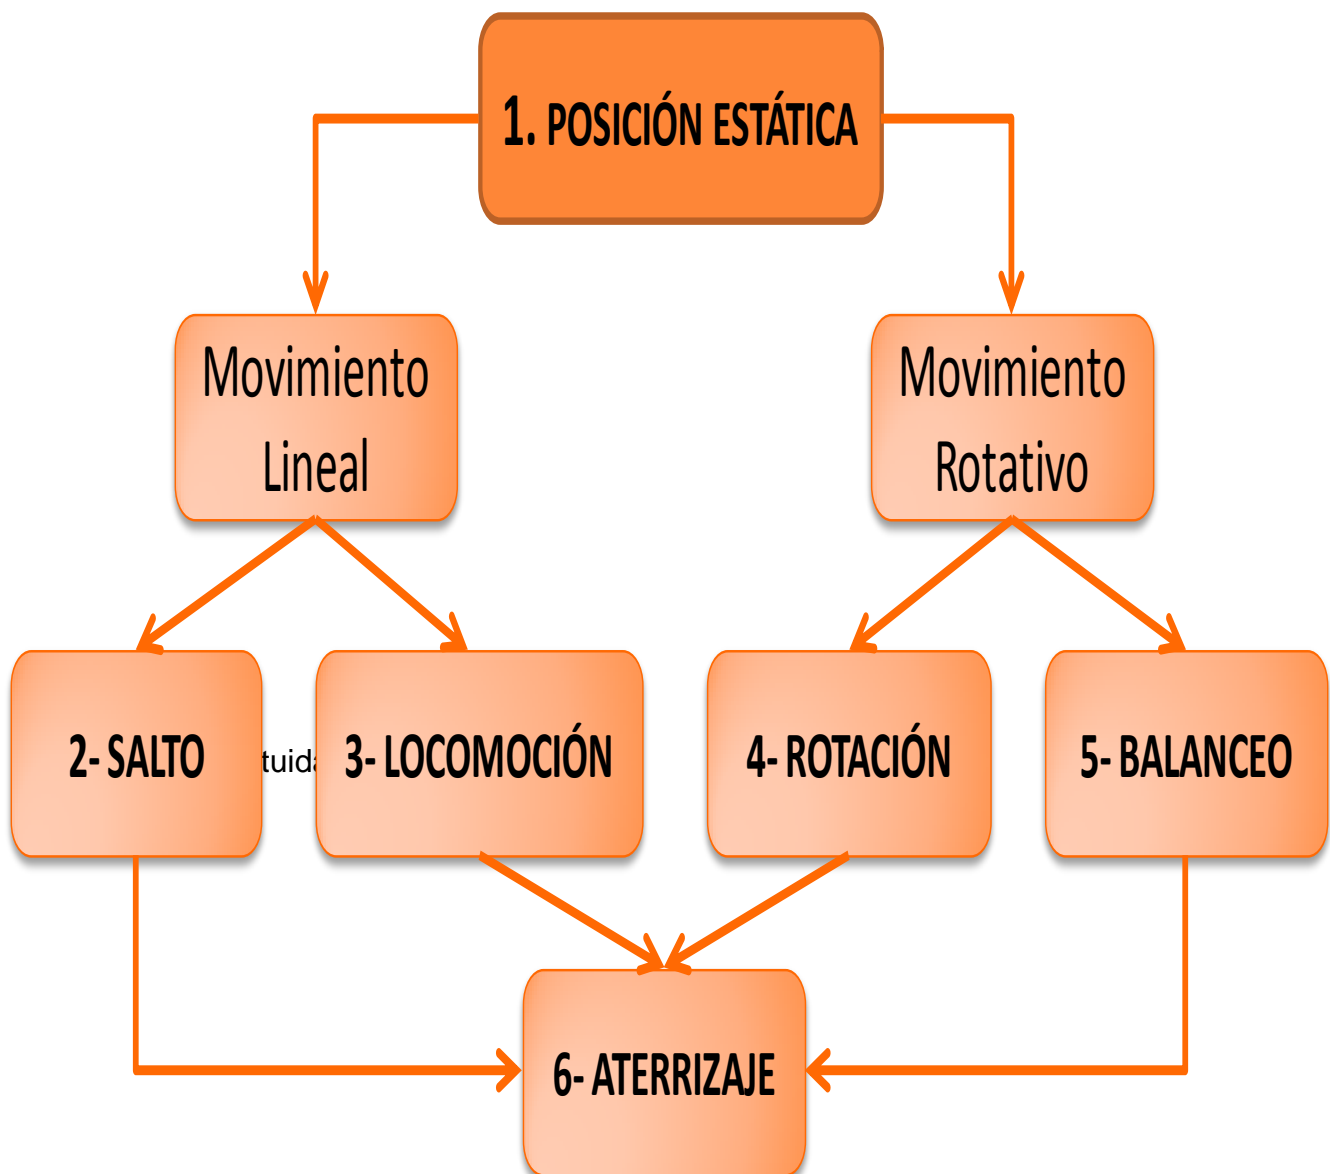 1. POSICIÓN ESTÁTICA
Movimiento
Lineal
Movimiento
Rotativo
2- SALTO
3- LOCOMOCIÓN
4- ROTACIÓN
5- BALANCEO
6- ATERRIZAJE